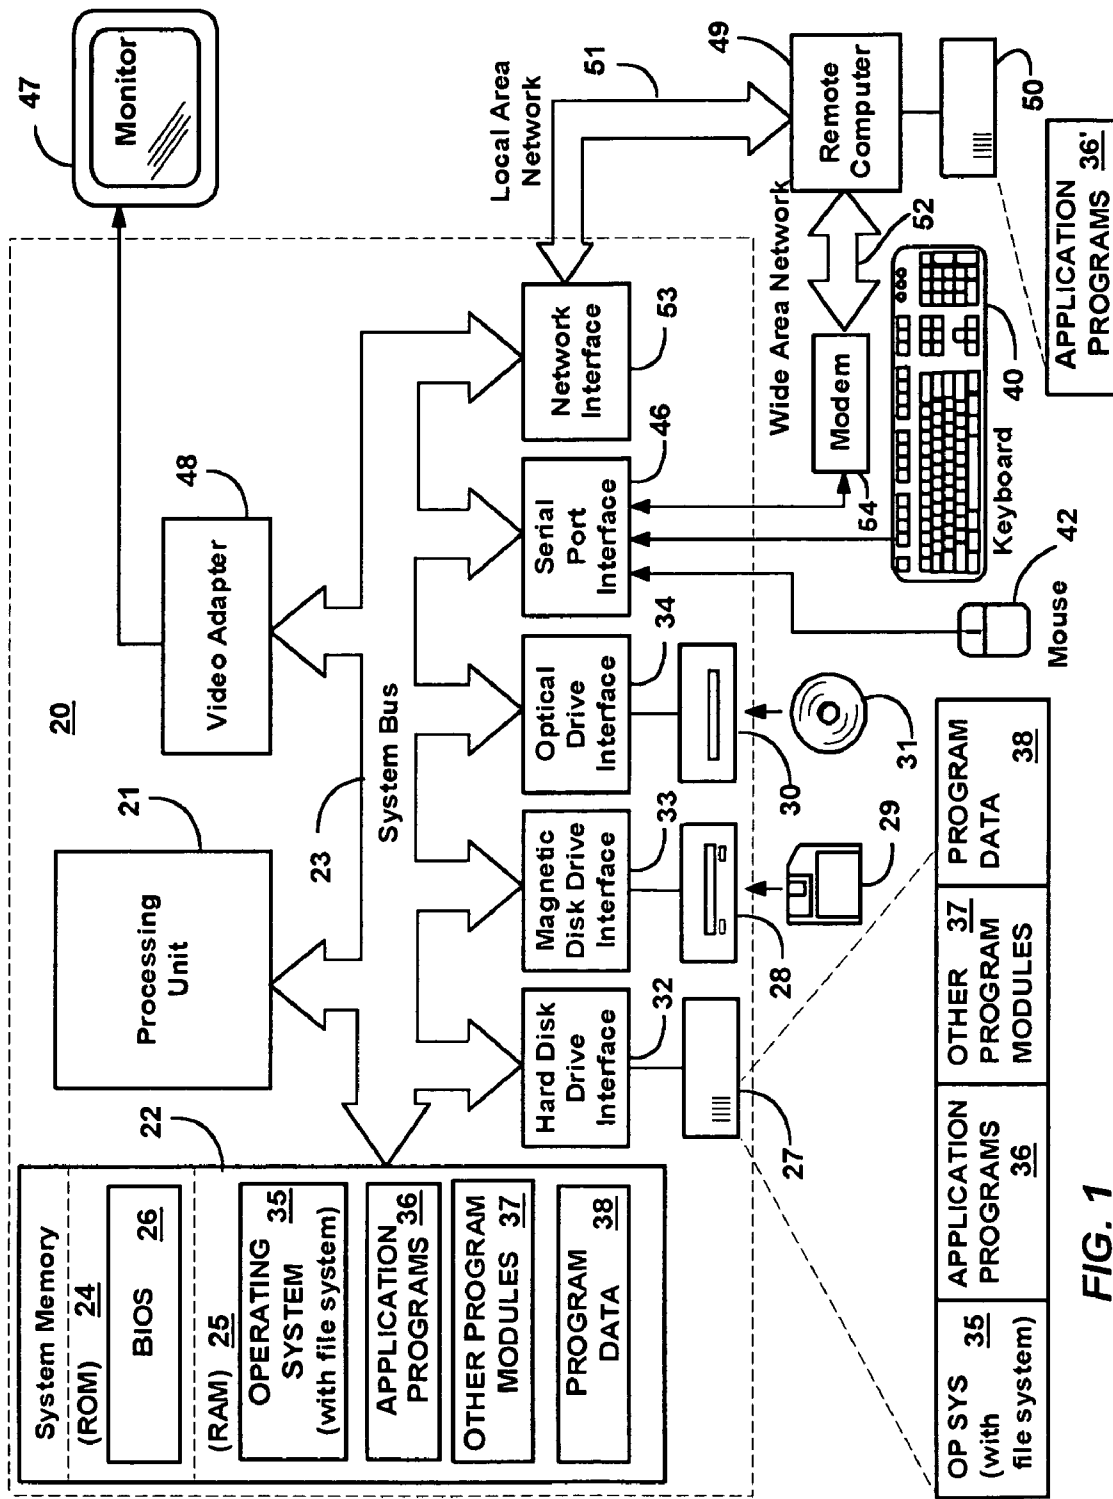 System Memory
(ROM) 24
BIOS
26
(RAM) 25
OPERATING
SYSTEM
35
(with file system)
APPLICATION
PROGRAMS 36
OTHER PROGRAM
MODULES 37
PROGRAM
DATA
38
22
Processing
Unit
21
20
Video Adapter
48
Monitor
47
23
System Bus
Hard Disk
Drive
Interface
32
Magnetic
Disk Drive
Interface
33
Optical
Drive
Interface
34
Serial
Port
Interface
46
Network
Interface
53
Local Area
Network
51
27
28
30
29
31
Wide Area Network
Modem
54
52
Remote
Computer
49
50
Mouse
42
Keyboard
40
OP SYS
(with
file system)
35
APPLICATION
PROGRAMS
36
OTHER
PROGRAM
MODULES
37
PROGRAM
DATA
38
APPLICATION
PROGRAMS 36'
FIG. 1